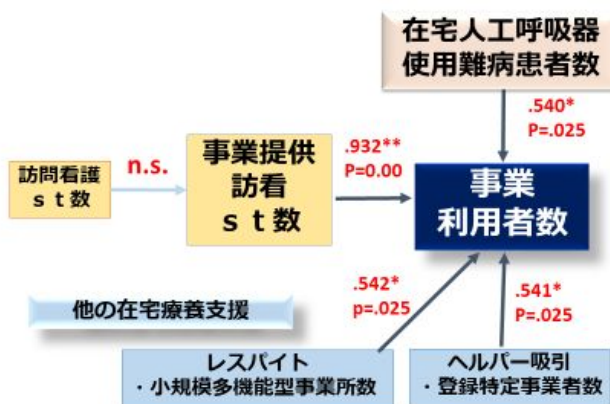 在宅人工呼吸器
使用難病患者数
.540*
P=.025
訪問看護
ｓｔ数
n.s.
事業提供
訪看
ｓｔ数
.932**
P=0.00
事業
利用者数
他の在宅療養支援
.542*
p=.025
.541*
P=.025
レスパイト
・小規模多機能型事業所数
ヘルパー吸引
・登録特定事業者数